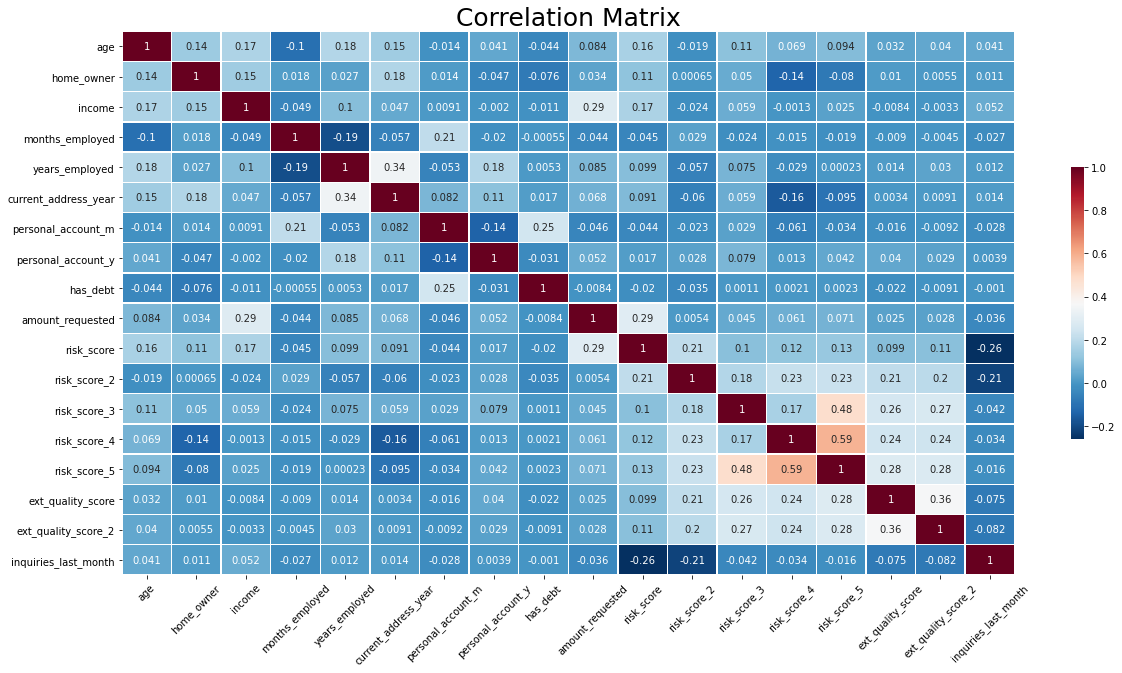 Correlation Matrix
age 1 0.14 0.17 -0.1 0.18 0.15 -0.014 0.041 -0.044 0.084 0.16 -0.019 0.11 0.069 0.094 0.032 0.04 0.041
home_owner 0.14 1 0.15 0.018 0.027 0.18 0.014 -0.047 -0.076 0.034 0.11 0.00065 0.05 -0.14 -0.08 0.01 0.0055 0.011
income 0.17 0.15 1 -0.049 0.1 0.047 0.0091 -0.002 -0.011 0.29 0.17 -0.024 0.059 -0.0013 0.025 -0.0084 -0.0033 0.052
months_employed -0.1 0.018 -0.049 1 -0.19 -0.057 0.21 -0.02 -0.00055 -0.044 -0.045 0.029 -0.024 -0.015 -0.019 -0.009 -0.0045 -0.027
years_employed 0.18 0.027 0.1 -0.19 1 0.34 -0.053 0.18 0.0053 0.085 0.099 -0.057 0.075 -0.029 0.00023 0.014 0.03 0.012
current_address_year 0.15 0.18 0.047 -0.057 0.34 1 0.082 0.11 0.017 0.068 0.091 -0.06 0.059 -0.16 -0.095 0.0034 0.0091 0.014
personal_account_m -0.014 0.014 0.0091 0.21 -0.053 0.082 1 -0.14 0.25 -0.046 -0.044 -0.023 0.029 -0.061 -0.034 -0.016 -0.0092 -0.028
personal_account_y 0.041 -0.047 -0.002 -0.02 0.18 0.11 -0.14 1 -0.031 0.052 0.017 0.028 0.079 0.013 0.042 0.04 0.029 0.0039
has_debt -0.044 -0.076 -0.011 -0.00055 0.0053 0.017 0.25 -0.031 1 -0.0084 -0.02 -0.035 0.0011 0.0021 0.0023 -0.022 -0.0091 -0.001
amount_requested 0.084 0.034 0.29 -0.044 0.085 0.068 -0.046 0.052 -0.0084 1 0.29 0.0054 0.045 0.061 0.071 0.025 0.028 -0.036
risk_score 0.16 0.11 0.17 -0.045 0.099 0.091 -0.044 0.017 -0.02 0.29 1 0.21 0.1 0.12 0.13 0.099 0.11 -0.26
risk_score_2 -0.019 0.00065 -0.024 0.029 -0.057 -0.06 -0.023 0.028 -0.035 0.0054 0.21 1 0.18 0.23 0.23 0.21 0.2 -0.21
risk_score_3 0.11 0.05 0.059 -0.024 0.075 0.059 0.029 0.079 0.0011 0.045 0.1 0.18 1 0.17 0.48 0.26 0.27 -0.042
risk_score_4 0.069 -0.14 -0.0013 -0.015 -0.029 -0.16 -0.061 0.013 0.0021 0.061 0.12 0.23 0.17 1 0.59 0.24 0.24 -0.034
risk_score_5 0.094 -0.08 0.025 -0.019 0.00023 -0.095 -0.034 0.042 0.0023 0.071 0.13 0.23 0.48 0.59 1 0.28 0.28 -0.016
ext_quality_score 0.032 0.01 -0.0084 -0.009 0.014 0.0034 -0.016 0.04 -0.022 0.025 0.099 0.21 0.26 0.24 0.28 1 0.36 -0.075
ext_quality_score_2 0.04 0.0055 -0.0033 -0.0045 0.03 0.0091 -0.0092 0.029 -0.0091 0.028 0.11 0.2 0.27 0.24 0.28 0.36 1 -0.082
inquiries_last_month 0.041 0.011 0.052 -0.027 0.012 0.014 -0.028 0.0039 -0.001 -0.036 -0.26 -0.21 -0.042 -0.034 -0.016 -0.075 -0.082 1
age home_owner income months_employed years_employed current_address_year personal_account_m personal_account_y has_debt amount_requested risk_score risk_score_2 risk_score_3 risk_score_4 risk_score_5 ext_quality_score ext_quality_score_2 inquiries_last_month
1.0
0.8
0.6
0.4
0.2
0.0
−0.2